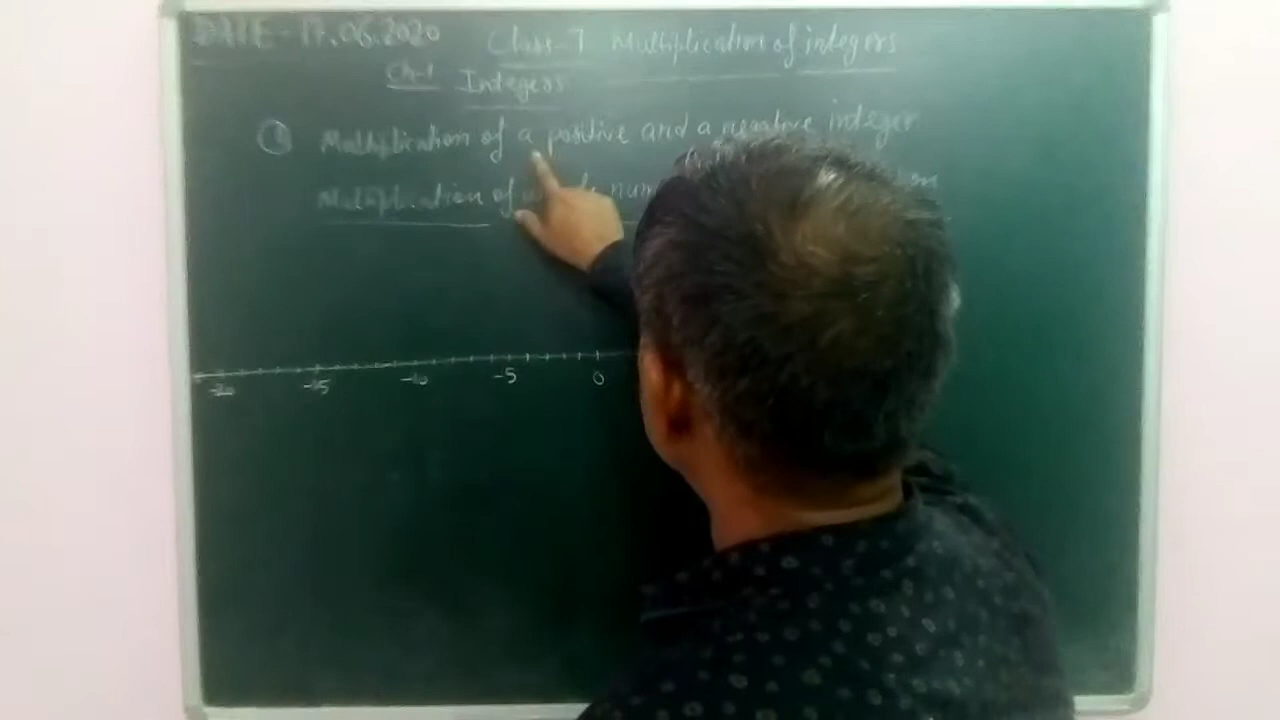 DATE - 17.06.2020
Class-7 Multiplication of integers
Ch-1 Integers
Multiplication of a positive and a negative integer
Multiplication of
-20 -15 -10 -5 0